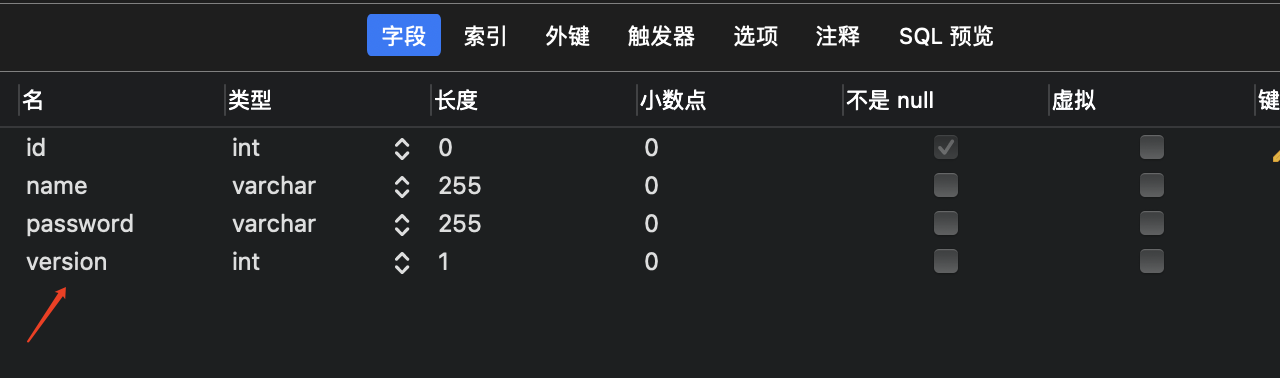 字段 索引 外键 触发器 选项 注释 SQL 预览
名 类型 长度 小数点 不是 null 虚拟 键
id int 0 0
name varchar 255 0
password varchar 255 0
version int 1 0